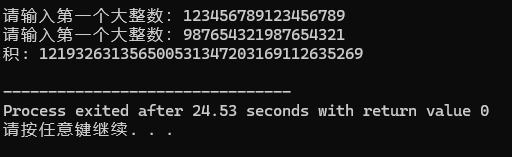 请输入第一个大整数: 123456789123456789
请输入第一个大整数: 987654321987654321
积: 121932631356500531347203169112635269

--------------------------------
Process exited after 24.53 seconds with return value 0
请按任意键继续. . .